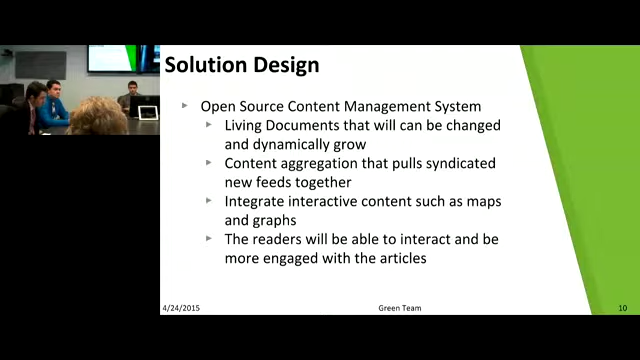 Solution Design
Open Source Content Management System
Living Documents that will can be changed
and dynamically grow
Content aggregation that pulls syndicated
new feeds together
Integrate interactive content such as maps
and graphs
The readers will be able to interact and be
more engaged with the articles
4/24/2015
Green Team
10